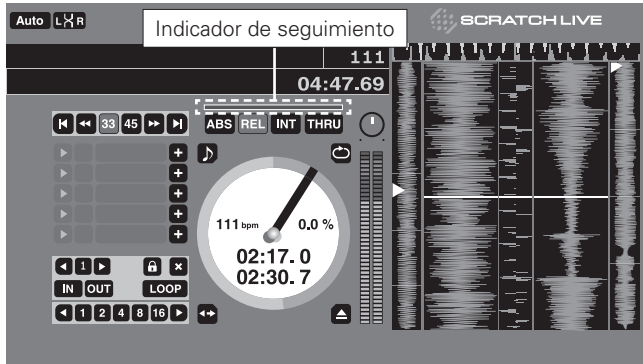 Auto L R
Indicador de seguimiento
SCRATCH LIVE
111
04:47.69
33 45
ABS REL INT THRU
111 bpm 0.0 %
02:17.0
02:30.7
1
IN OUT LOOP
1 2 4 8 16